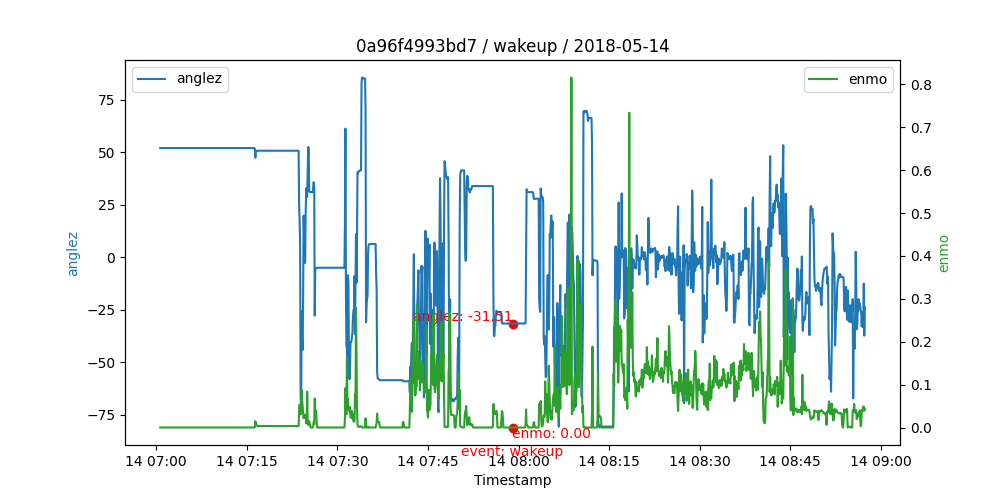 0a96f4993bd7 / wakeup / 2018-05-14
anglez
enmo
75
50
25
0
−25
−50
−75
anglez
0.8
0.7
0.6
0.5
0.4
0.3
0.2
0.1
0.0
enmo
anglez: -31.51
enmo: 0.00
event: wakeup
14 07:00 14 07:15 14 07:30 14 07:45 14 08:00 14 08:15 14 08:30 14 08:45 14 09:00
Timestamp